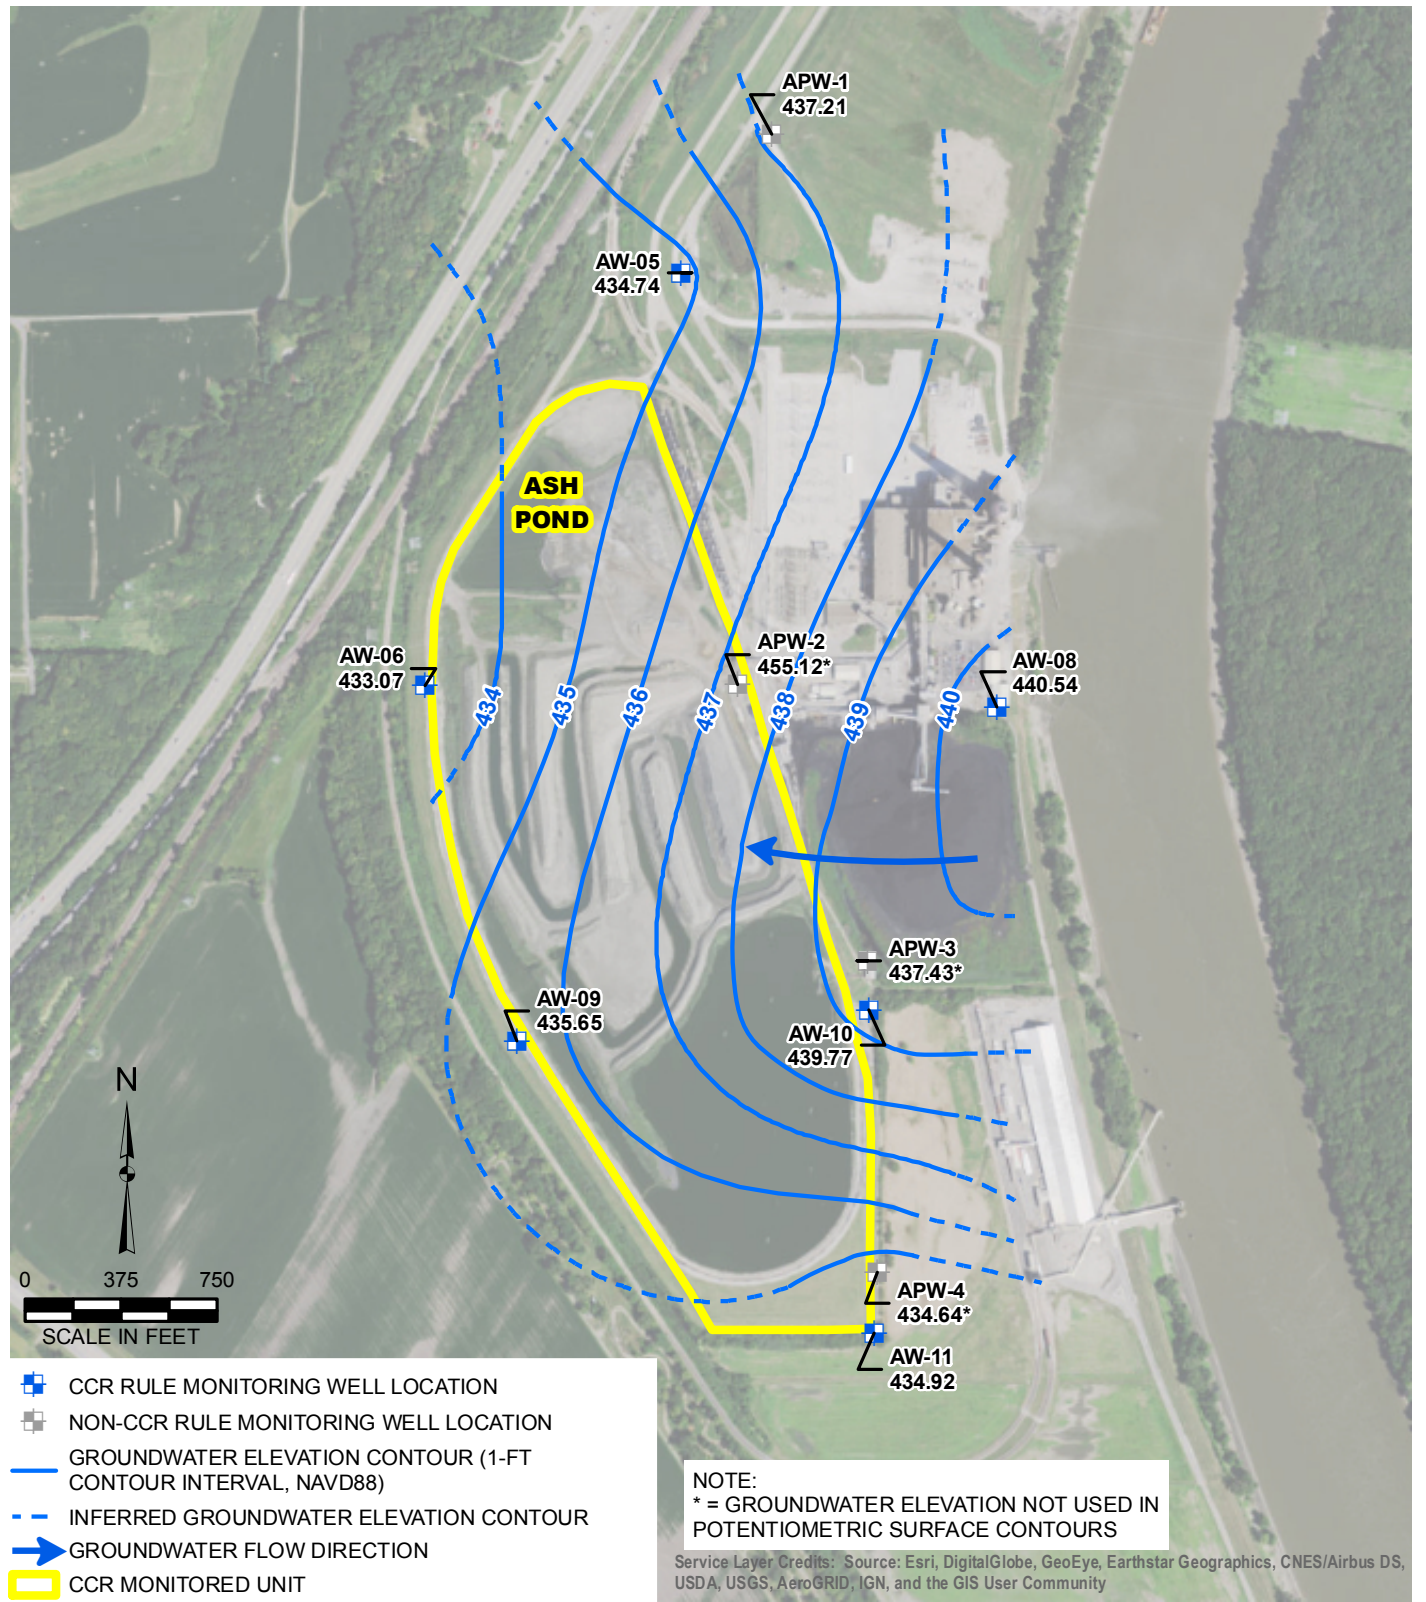 APW-1
437.21
AW-05
434.74
ASH
POND
APW-2
455.12*
AW-06
433.07
AW-08
440.54
434
435
436
437
438
439
440
APW-3
437.43*
AW-09
435.65
AW-10
439.77
N
0 375 750
SCALE IN FEET
APW-4
434.64*
AW-11
434.92
CCR RULE MONITORING WELL LOCATION
NON-CCR RULE MONITORING WELL LOCATION
GROUNDWATER ELEVATION CONTOUR (1-FT
CONTOUR INTERVAL, NAVD88)
INFERRED GROUNDWATER ELEVATION CONTOUR
GROUNDWATER FLOW DIRECTION
CCR MONITORED UNIT
NOTE:
* = GROUNDWATER ELEVATION NOT USED IN
POTENTIOMETRIC SURFACE CONTOURS
Service Layer Credits: Source: Esri, DigitalGlobe, GeoEye, Earthstar Geographics, CNES/Airbus DS,
USDA, USGS, AeroGRID, IGN, and the GIS User Community